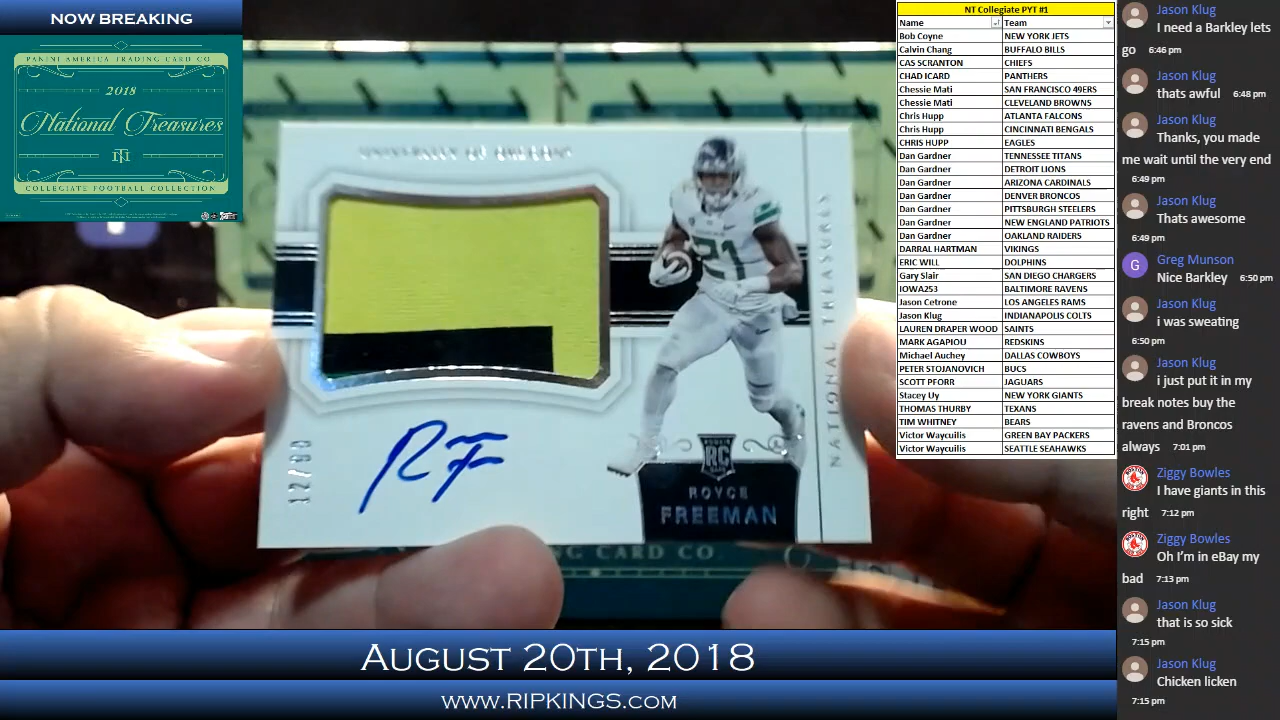 NOW BREAKING
PANINI AMERICA TRADING CARD CO
2018
National Treasures
NT
COLLEGIATE FOOTBALL COLLECTION
UNIVERSITY OF OREGON
21
NATIONAL TREASURES
RC
ROYCE
FREEMAN
NG CARD CO.
NT Collegiate PYT #1
Name Team
Bob Coyne NEW YORK JETS
Calvin Chang BUFFALO BILLS
CAS SCRANTON CHIEFS
CHAD ICARD PANTHERS
Chessie Mati SAN FRANCISCO 49ERS
Chessie Mati CLEVELAND BROWNS
Chris Hupp ATLANTA FALCONS
Chris Hupp CINCINNATI BENGALS
CHRIS HUPP EAGLES
Dan Gardner TENNESSEE TITANS
Dan Gardner DETROIT LIONS
Dan Gardner ARIZONA CARDINALS
Dan Gardner DENVER BRONCOS
Dan Gardner PITTSBURGH STEELERS
Dan Gardner NEW ENGLAND PATRIOTS
Dan Gardner OAKLAND RAIDERS
DARRAL HARTMAN VIKINGS
ERIC WILL DOLPHINS
Gary Slair SAN DIEGO CHARGERS
IOWA253 BALTIMORE RAVENS
Jason Cetrone LOS ANGELES RAMS
Jason Klug INDIANAPOLIS COLTS
LAUREN DRAPER WOOD SAINTS
MARK AGAPIOU REDSKINS
Michael Auchey DALLAS COWBOYS
PETER STOJANOVICH BUCS
SCOTT PFORR JAGUARS
Stacey Uy NEW YORK GIANTS
THOMAS THURBY TEXANS
TIM WHITNEY BEARS
Victor Waycuilis GREEN BAY PACKERS
Victor Waycuilis SEATTLE SEAHAWKS
Jason Klug
I need a Barkley lets
go 6:46 pm
Jason Klug
thats awful 6:48 pm
Jason Klug
Thanks, you made
me wait until the very end
6:49 pm
Jason Klug
Thats awesome
6:49 pm
G Greg Munson
Nice Barkley 6:50 pm
Jason Klug
i was sweating
6:50 pm
Jason Klug
i just put it in my
break notes buy the
ravens and Broncos
always 7:01 pm
Ziggy Bowles
I have giants in this
right 7:12 pm
Ziggy Bowles
Oh I’m in eBay my
bad 7:13 pm
Jason Klug
that is so sick
7:15 pm
Jason Klug
Chicken licken
7:15 pm
AUGUST 20TH, 2018
WWW.RIPKINGS.COM